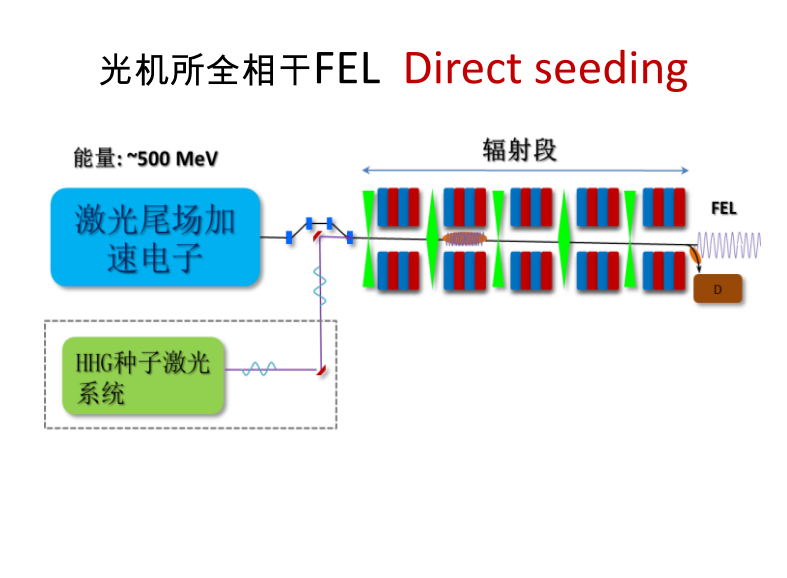 光机所全相干FEL Direct seeding
能量: ~500 MeV
辐射段
激光尾场加
速电子
FEL
D
HHG种子激光
系统